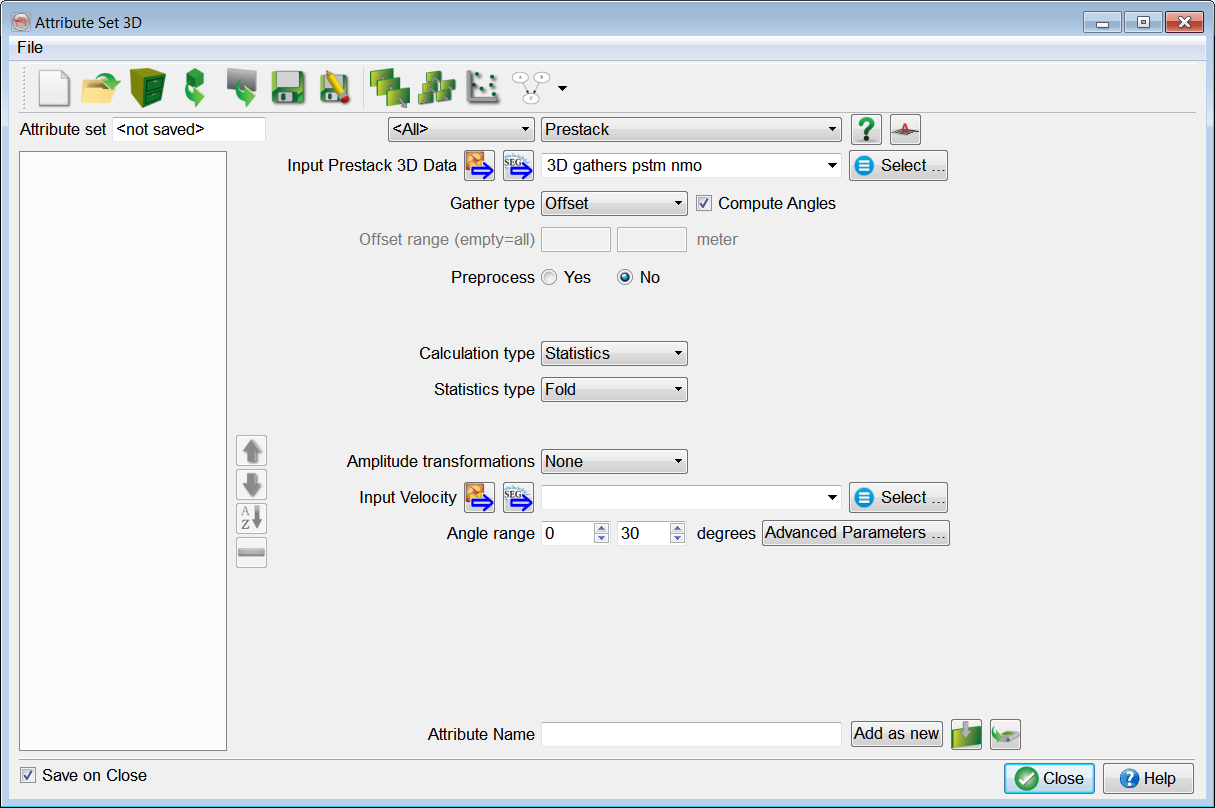 Attribute Set 3D
File
Attribute set <not saved> <All> Prestack ?
Input Prestack 3D Data SEG 3D gathers pstm nmo Select ...
Gather type Offset Compute Angles
Offset range (empty=all) meter
Preprocess Yes No
Calculation type Statistics
Statistics type Fold
Amplitude transformations None
Input Velocity SEG Select ...
A
Z
Angle range 0 30 degrees Advanced Parameters ...
Attribute Name Add as new
Save on Close
Close ? Help